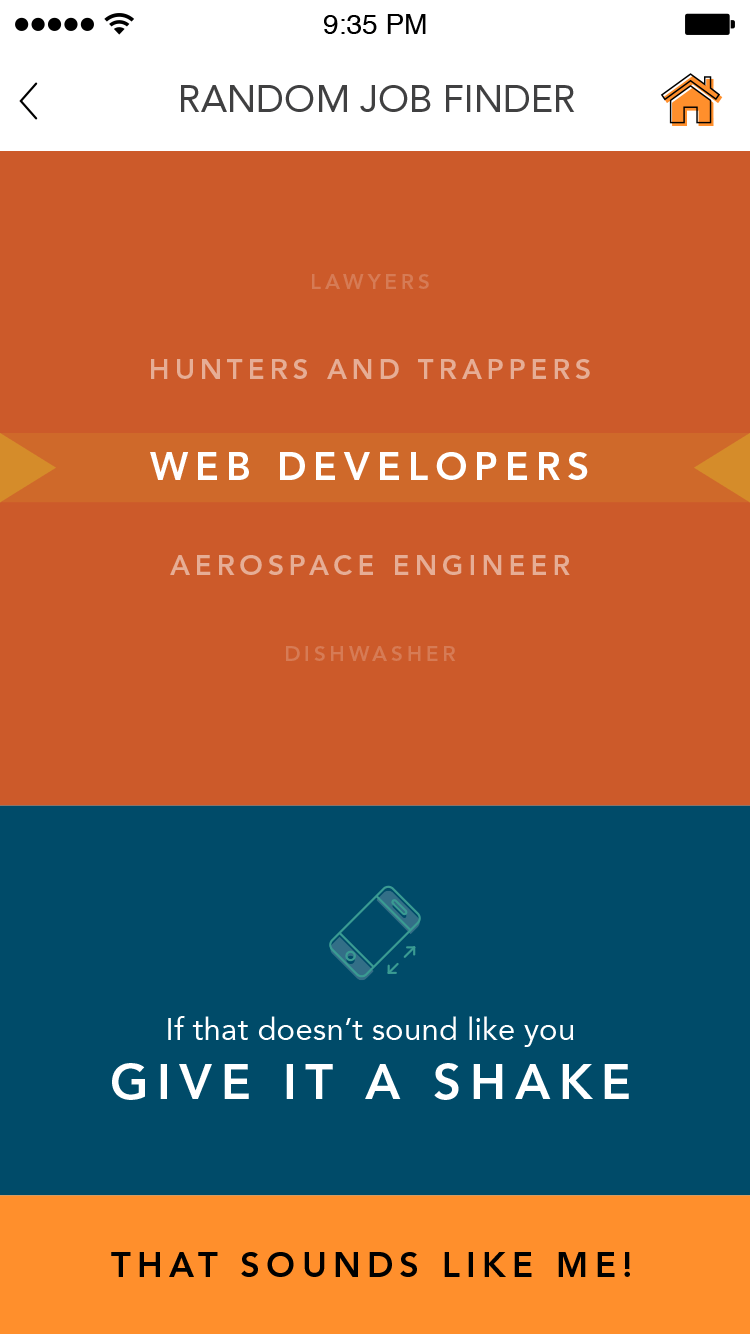 9:35 PM
RANDOM JOB FINDER
LAWYERS
HUNTERS AND TRAPPERS
WEB DEVELOPERS
AEROSPACE ENGINEER
DISHWASHER
If that doesn’t sound like you
GIVE IT A SHAKE
THAT SOUNDS LIKE ME!